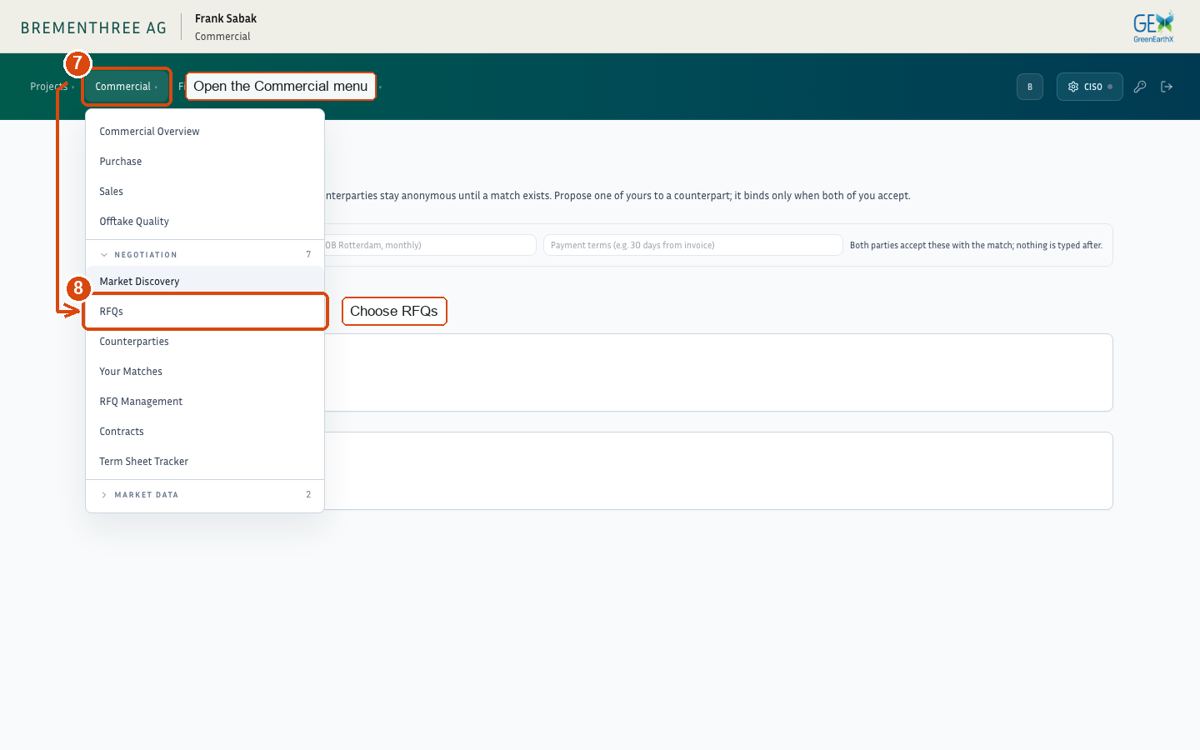 BREMENTHREE AG
Frank Sabak
Commercial
GEX
GreenEarthX
7
Projects
Commercial
Open the Commercial menu
B
CISO
Commercial Overview
Purchase
Sales
Offtake Quality
nterparties stay anonymous until a match exists. Propose one of yours to a counterpart; it binds only when both of you accept.
OB Rotterdam, monthly)
Payment terms (e.g. 30 days from invoice)
Both parties accept these with the match; nothing is typed after.
NEGOTIATION 7
Market Discovery
8
RFQs
Choose RFQs
Counterparties
Your Matches
RFQ Management
Contracts
Term Sheet Tracker
MARKET DATA 2